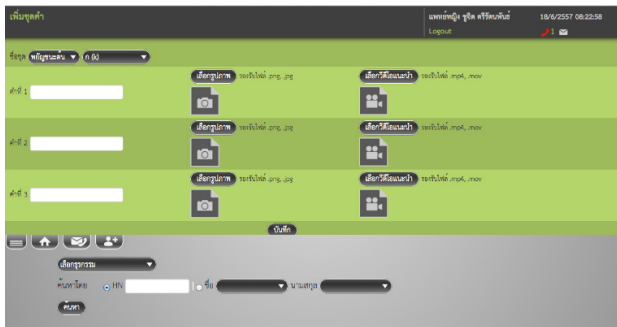 เพิ่มชุดคำ
แพทย์หญิง ชูจิต ศรีรัตนพันธ์ 18/6/2557 08:22:58
Logout 1
ชื่อชุด พยัญชนะต้น ก (k)
เลือกรูปภาพ รองรับไฟล์ .png, .jpg เลือกวีดีโอแนะนำ รองรับไฟล์ .mp4, .mov
คำที่ 1
เลือกรูปภาพ รองรับไฟล์ .png, .jpg เลือกวีดีโอแนะนำ รองรับไฟล์ .mp4, .mov
คำที่ 2
เลือกรูปภาพ รองรับไฟล์ .png, .jpg เลือกวีดีโอแนะนำ รองรับไฟล์ .mp4, .mov
คำที่ 3
บันทึก
เลือกธุรกรรม
ค้นหาโดย HN ชื่อ นามสกุล
ค้นหา